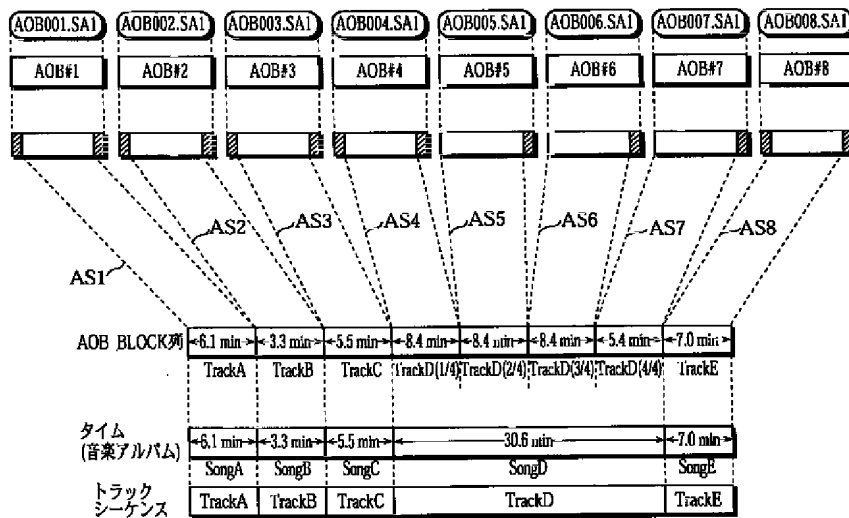 AOB001.SA1 AOB002.SA1 AOB003.SA1 AOB004.SA1 AOB005.SA1 AOB006.SA1 AOB007.SA1 AOB008.SA1
AOB#1 AOB#2 AOB#3 AOB#4 AOB#5 AOB#6 AOB#7 AOB#8
AS1 AS2 AS3 AS4 AS5 AS6 AS7 AS8
AOB BLOCK列 6.1 min 3.3 min 5.5 min 8.4 min 8.4 min 8.4 min 5.4 min 7.0 min
TrackA TrackB TrackC TrackD(1/4) TrackD(2/4) TrackD(3/4) TrackD(4/4) TrackE
タイム
(音楽アルバム) 6.1 min 3.3 min 5.5 min 30.6 min 7.0 min
SongA SongB SongC SongD SongE
トラック
シーケンス TrackA TrackB TrackC TrackD TrackE